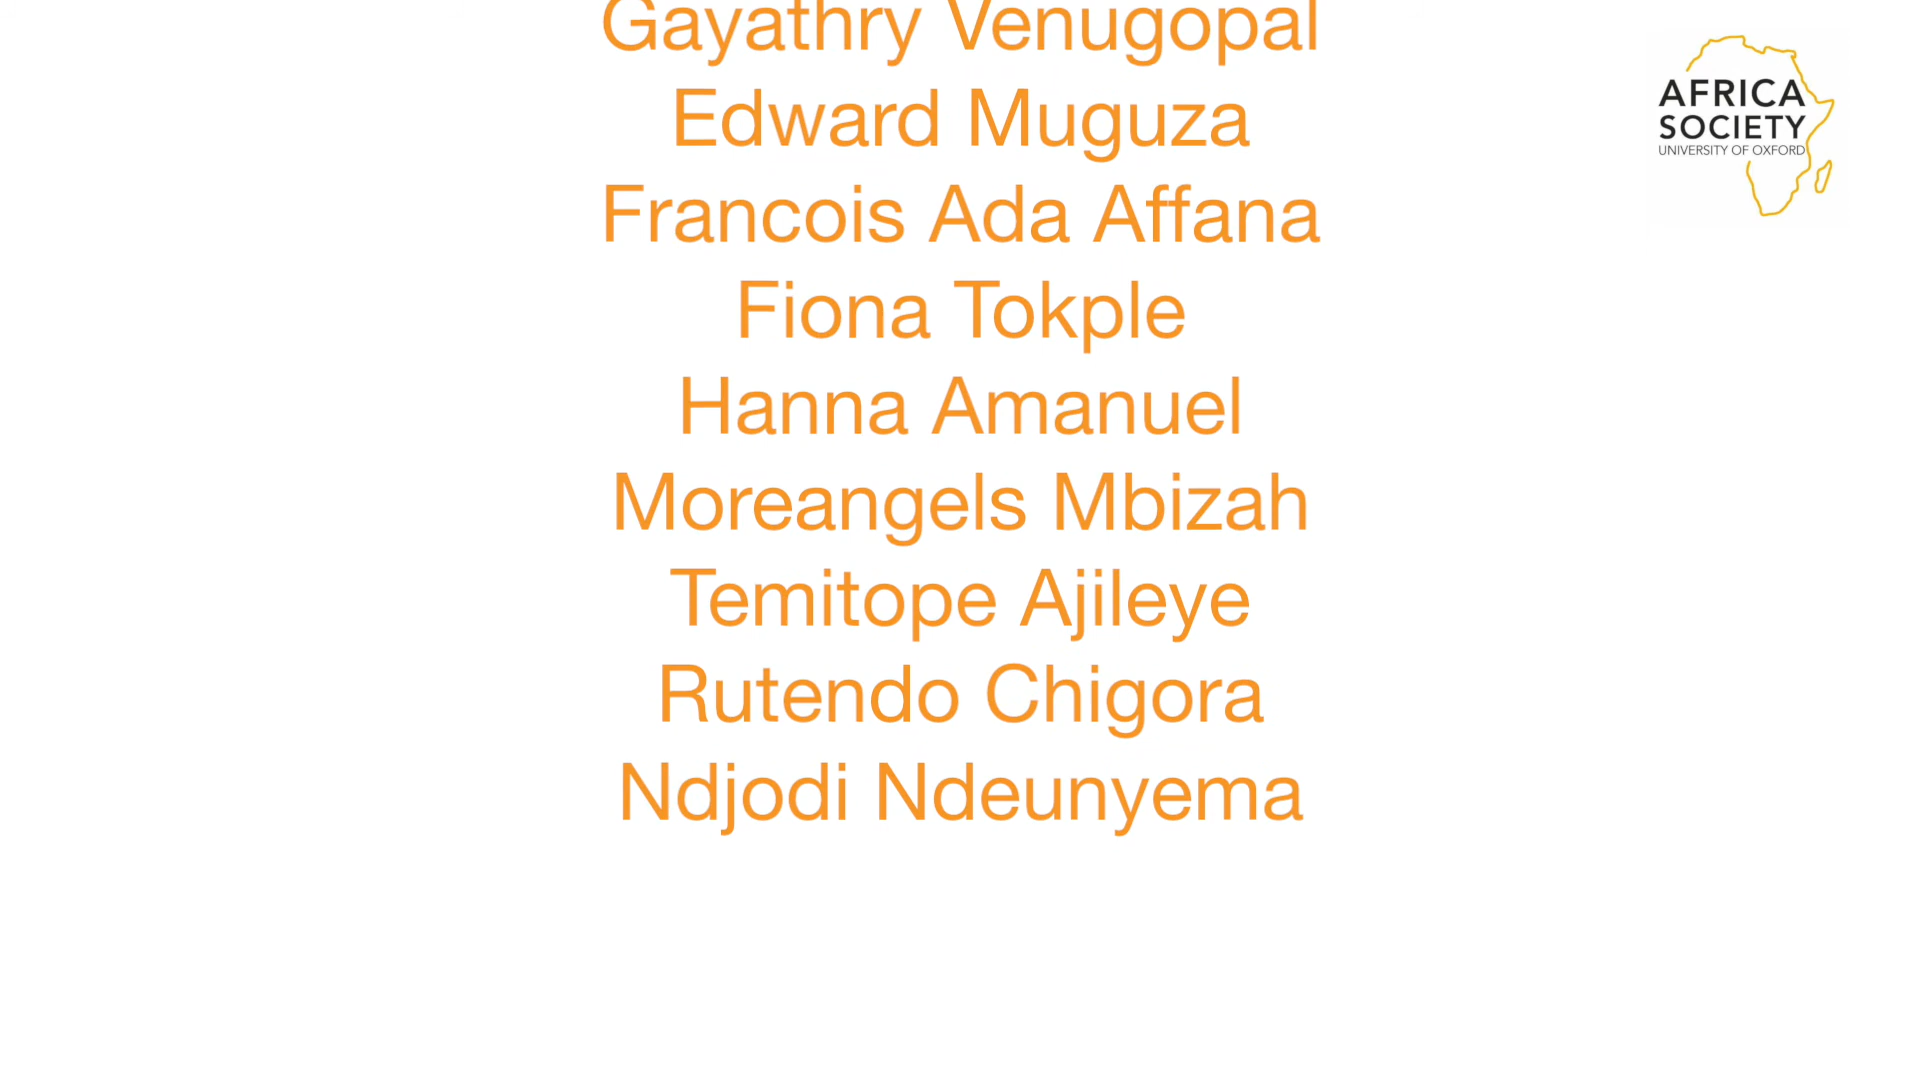 Gayathry Venugopal
Edward Muguza
Francois Ada Affana
Fiona Tokple
Hanna Amanuel
Moreangels Mbizah
Temitope Ajileye
Rutendo Chigora
Ndjodi Ndeunyema
AFRICA
SOCIETY
UNIVERSITY OF OXFORD